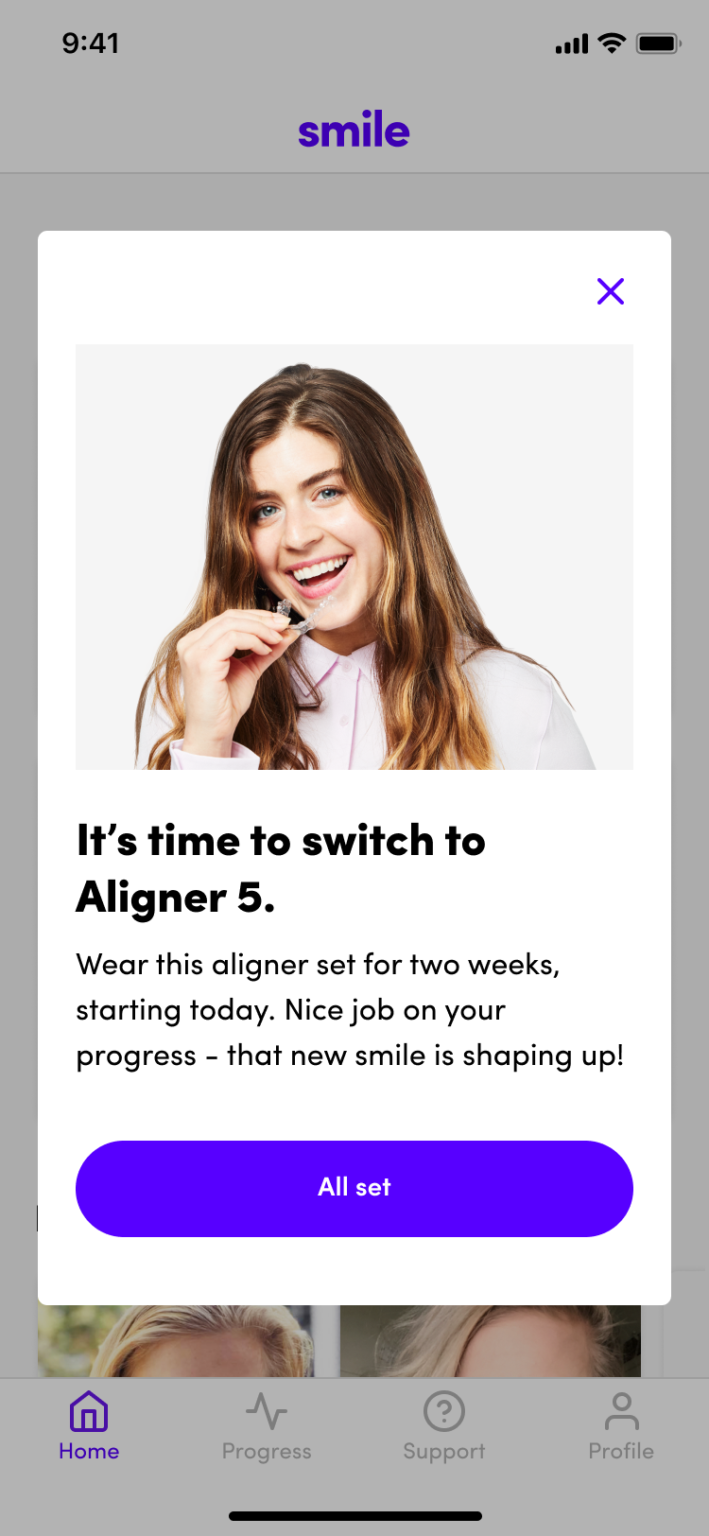 9:41
smile
It’s time to switch to
Aligner 5.
Wear this aligner set for two weeks,
starting today. Nice job on your
progress - that new smile is shaping up!
All set
Home Progress Support Profile